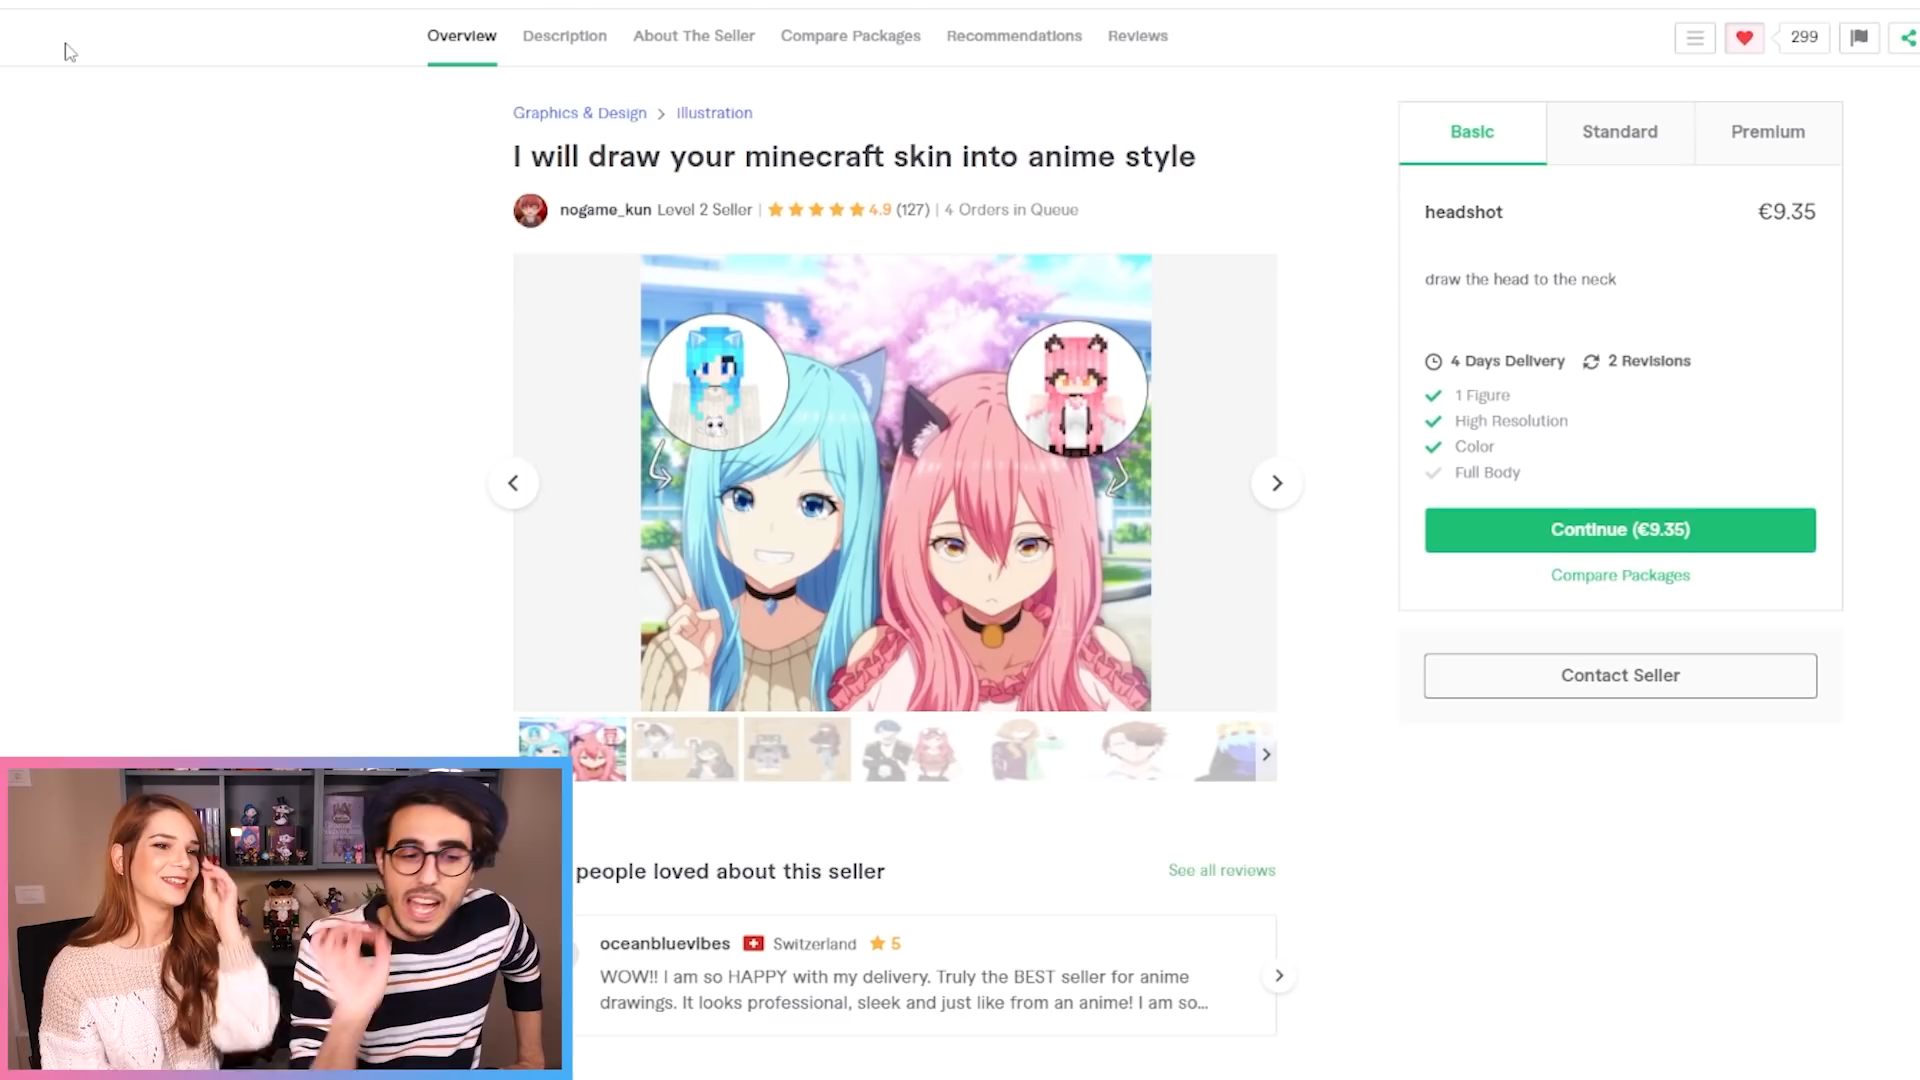 Overview
Description
About The Seller
Compare Packages
Recommendations
Reviews
299
Graphics & Design > Illustration
I will draw your minecraft skin into anime style
nogame_kun Level 2 Seller | 4.9 (127) | 4 Orders in Queue
Basic
Standard
Premium
headshot
€9.35
draw the head to the neck
4 Days Delivery
2 Revisions
1 Figure
High Resolution
Color
Full Body
Continue (€9.35)
Compare Packages
Contact Seller
people loved about this seller
See all reviews
oceanbluevibes Switzerland 5
WOW!! I am so HAPPY with my delivery. Truly the BEST seller for anime
drawings. It looks professional, sleek and just like from an anime! I am so...